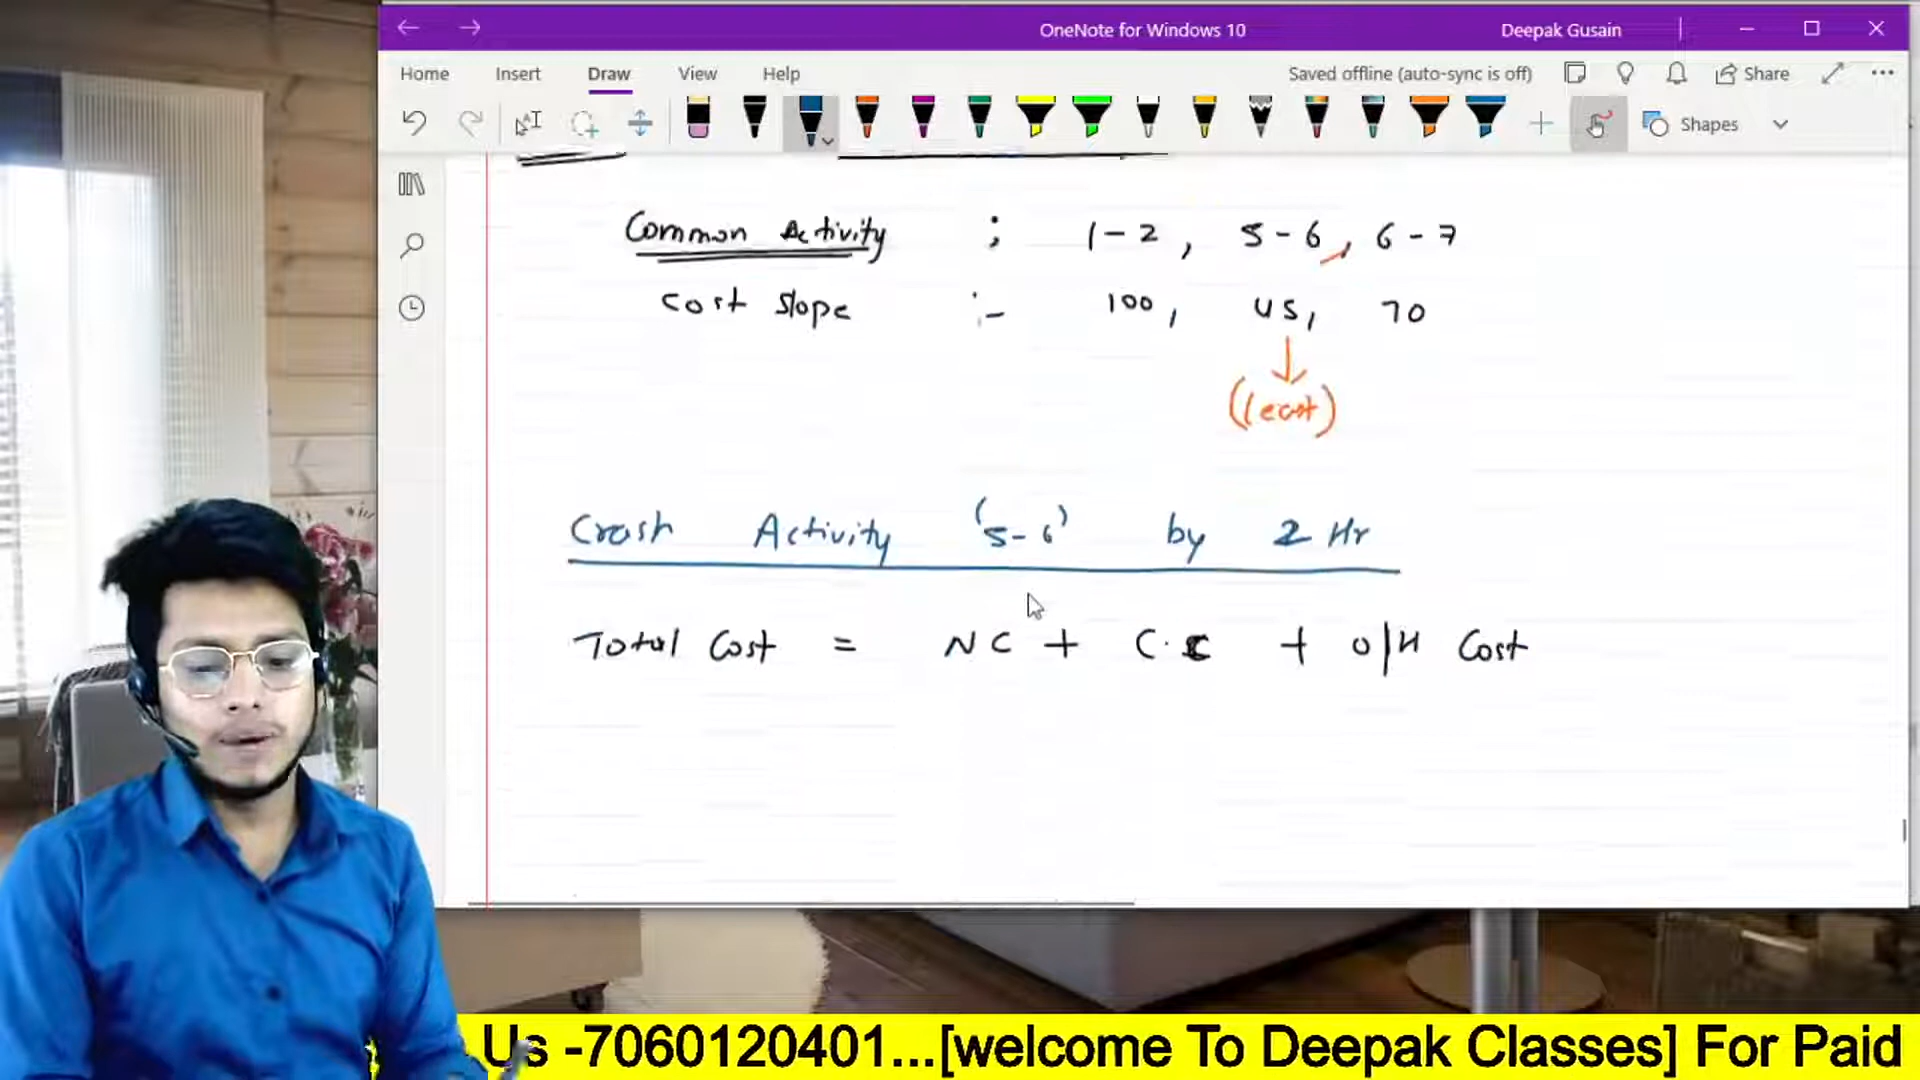 OneNote for Windows 10
Deepak Gusain
Home Insert Draw View Help
Saved offline (auto-sync is off)
Share
Shapes
Common Activity ; 1-2, 5-6, 6-7
Cost Slope :- 100, 45, 70
(least)
Crash Activity (5-6) by 2 Hr
Total Cost = NC + C.C + O/H Cost
Us -7060120401...[welcome To Deepak Classes] For Paid